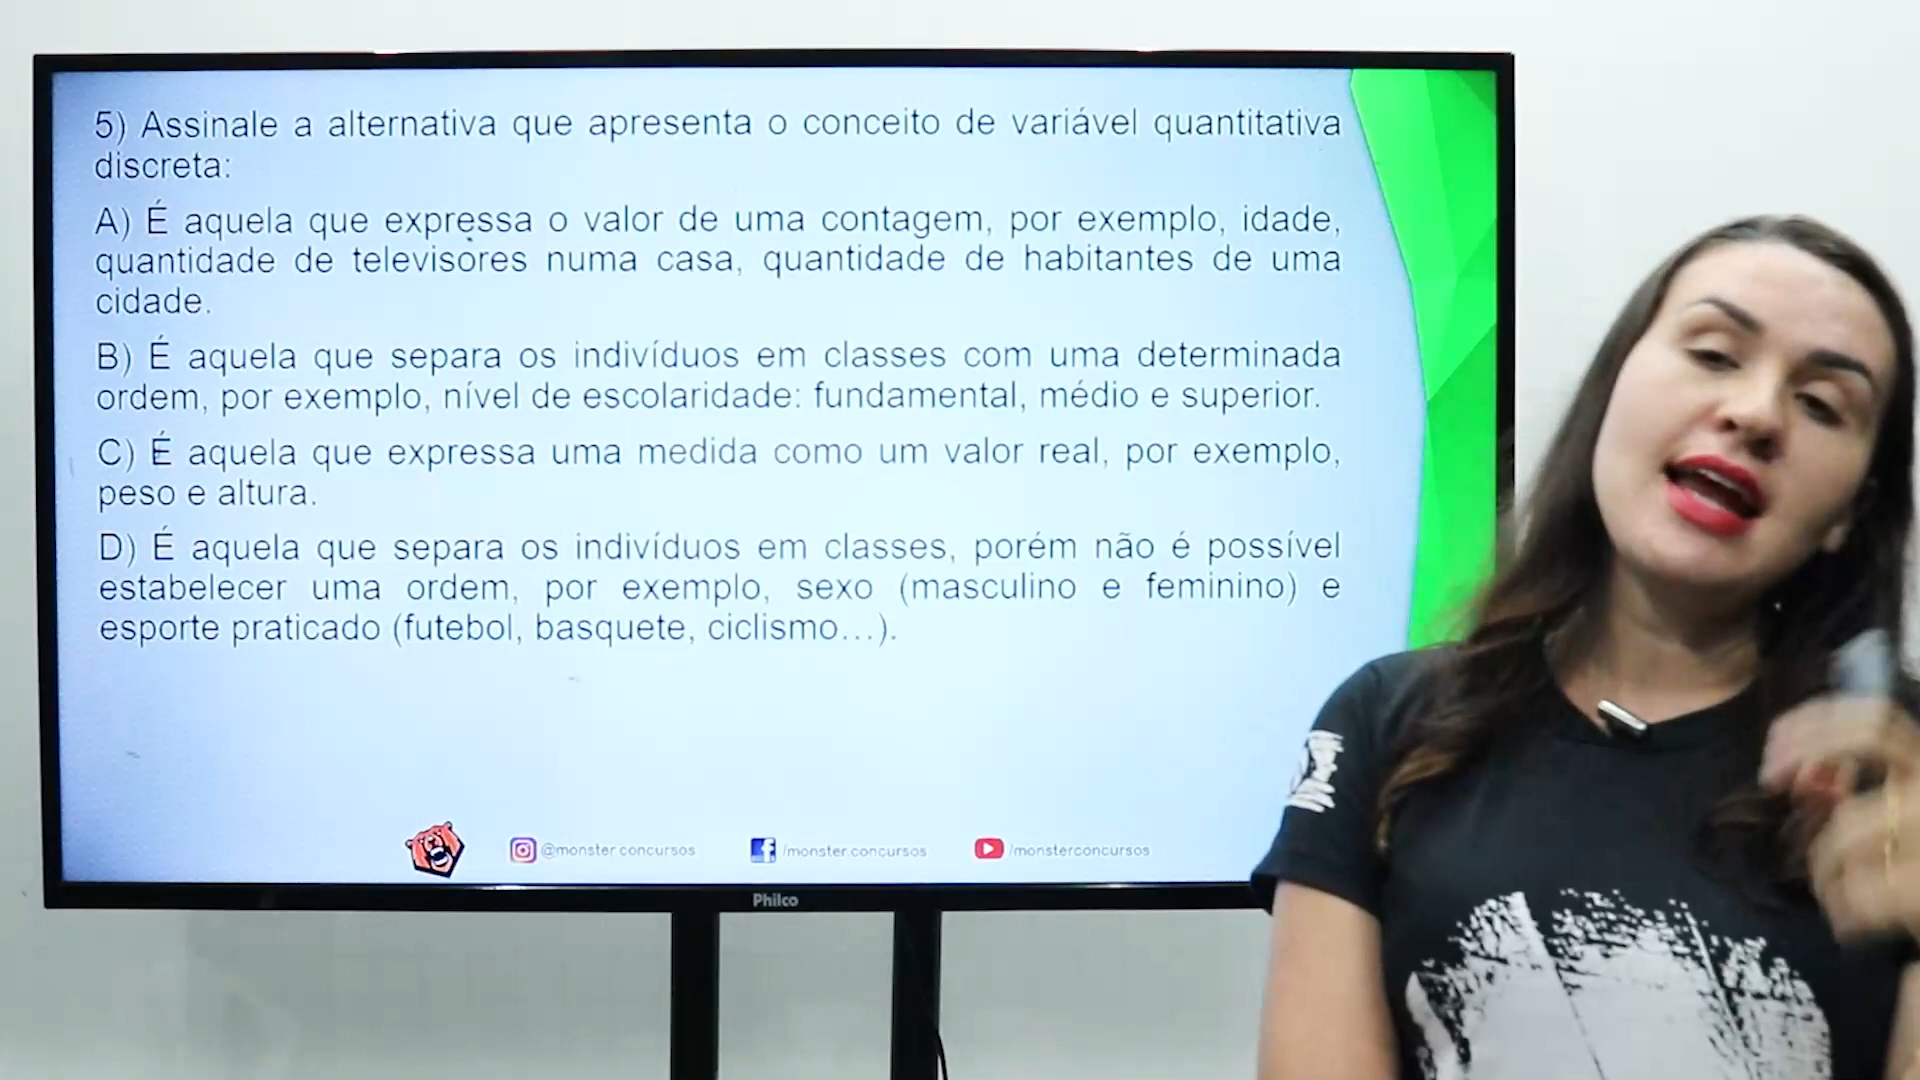 5) Assinale a alternativa que apresenta o conceito de variável quantitativa
discreta:
A) É aquela que expressa o valor de uma contagem, por exemplo, idade,
quantidade de televisores numa casa, quantidade de habitantes de uma
cidade.
B) É aquela que separa os indivíduos em classes com uma determinada
ordem, por exemplo, nível de escolaridade: fundamental, médio e superior.
C) É aquela que expressa uma medida como um valor real, por exemplo,
peso e altura.
D) É aquela que separa os indivíduos em classes, porém não é possível
estabelecer uma ordem, por exemplo, sexo (masculino e feminino) e
esporte praticado (futebol, basquete, ciclismo...).
@monster.concursos /monster.concursos /monsterconcursos
Philco